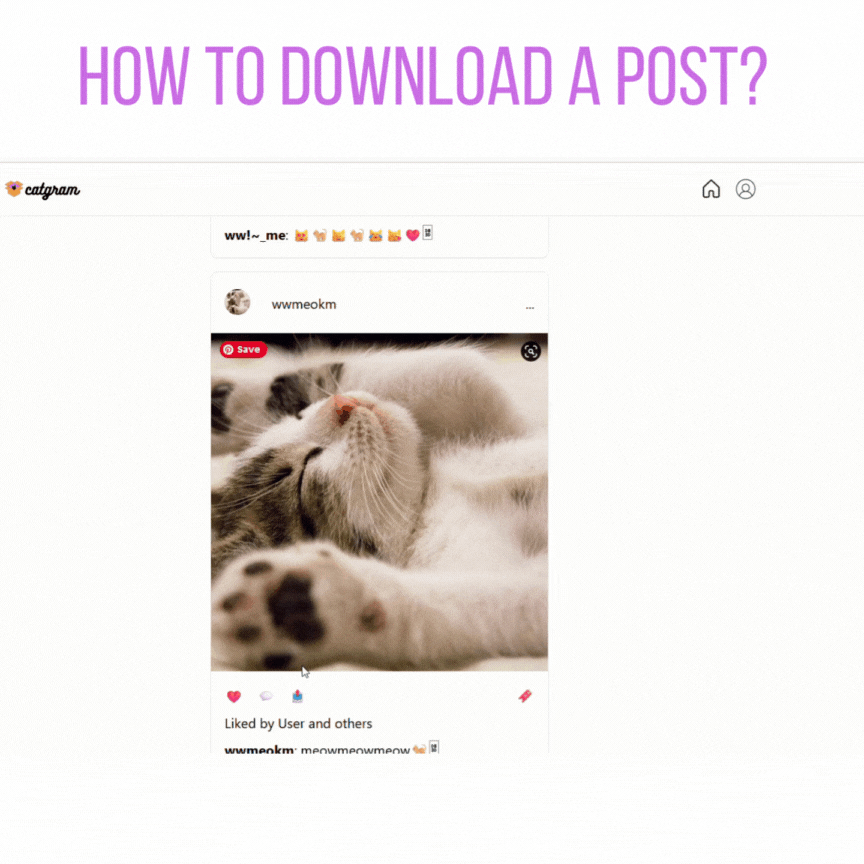 HOW TO DOWNLOAD A POST?
catgram
ww!~_me: 
wwmeokm
...
Save
Liked by User and others
wwmeokm: meowmeowmeow